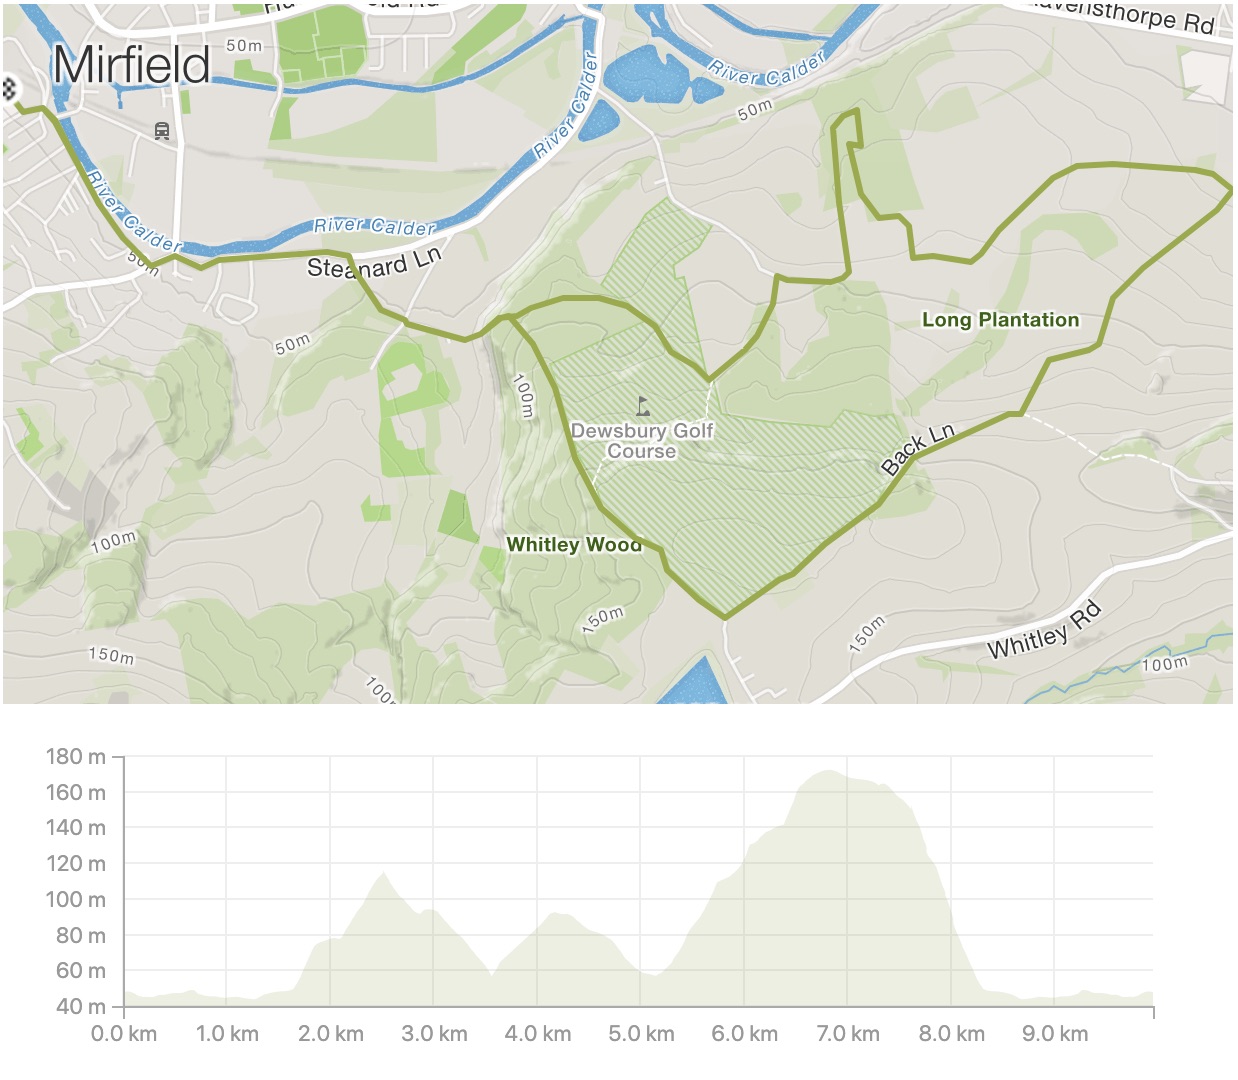 Ravensthorpe Rd
50m
Mirfield
River Calder
50m
River Calder
River Calder
River Calder
50m
Steanard Ln
50m
Long Plantation
100m
Dewsbury Golf
Course
Back Ln
100m
Whitley Wood
150m
150m
Whitley Rd
150m
100m
100m
180 m
160 m
140 m
120 m
100 m
80 m
60 m
40 m
0.0 km 1.0 km 2.0 km 3.0 km 4.0 km 5.0 km 6.0 km 7.0 km 8.0 km 9.0 km